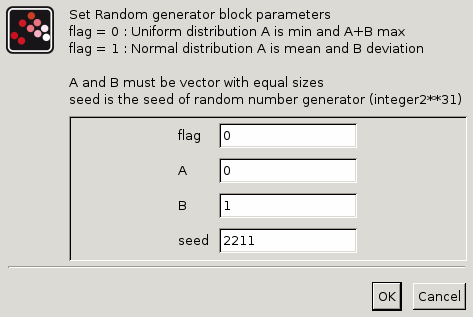 Set Random generator block parameters
flag = 0 : Uniform distribution A is min and A+B max
flag = 1 : Normal distribution A is mean and B deviation
A and B must be vector with equal sizes
seed is the seed of random number generator (integer2**31)
flag 0
A 0
B 1
seed 2211
OK Cancel